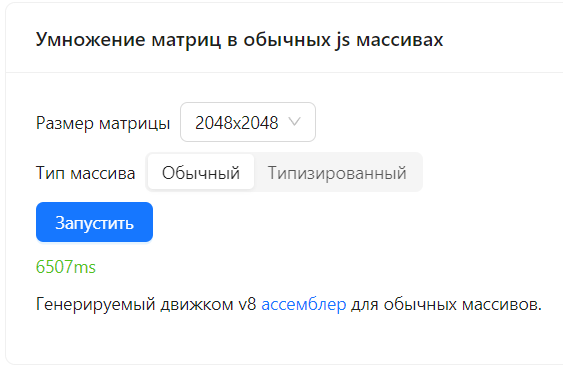 Умножение матриц в обычных js массивах
Размер матрицы 2048x2048
Тип массива Обычный Типизированный
Запустить
6507ms
Генерируемый движком v8 ассемблер для обычных массивов.